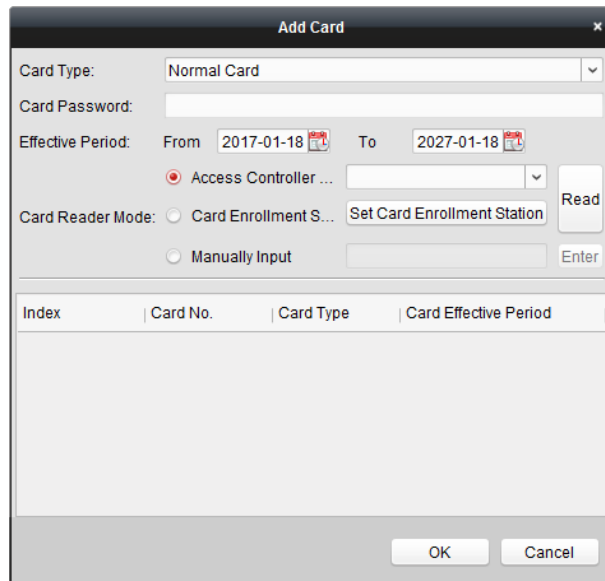 Add Card ×
Card Type: Normal Card
Card Password:
Effective Period: From 2017-01-18 To 2027-01-18
Access Controller ...
Card Reader Mode: Card Enrollment S... Set Card Enrollment Station Read
Manually Input Enter
Index Card No. Card Type Card Effective Period
OK Cancel